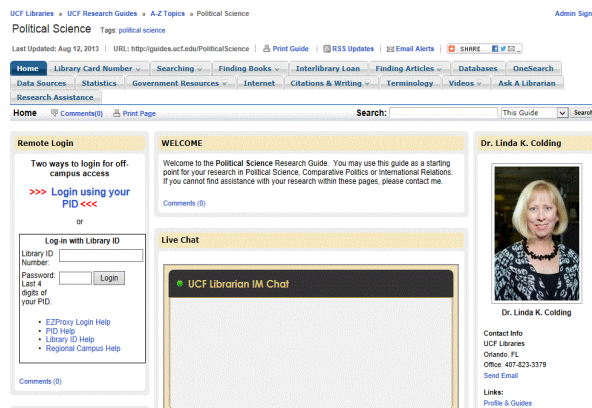 UCF Libraries » UCF Research Guides » A-Z Topics » Political Science
Admin Sign
Political Science Tags: political science
Last Updated: Aug 12, 2013 | URL: http://guides.ucf.edu/PoliticalScience | Print Guide | RSS Updates | Email Alerts | SHARE
Home Library Card Number Searching Finding Books Interlibrary Loan Finding Articles Databases OneSearch
Data Sources Statistics Government Resources Internet Citations & Writing Terminology Videos Ask A Librarian
Research Assistance
Home Comments(0) Print Page Search: This Guide Search
Remote Login
Two ways to login for off-
campus access
>>> Login using your
PID <<<
or
Log-in with Library ID
Library ID
Number:
Password:
Last 4
digits of
your PID.
Login
• EZProxy Login Help
• PID Help
• Library ID Help
• Regional Campus Help
Comments (0)
WELCOME
Welcome to the Political Science Research Guide. You may use this guide as a starting
point for your research in Political Science, Comparative Politics or International Relations.
If you cannot find assistance with your research within these pages, please contact me.
Comments (0)
Live Chat
UCF Librarian IM Chat
Dr. Linda K. Colding
Dr. Linda K. Colding
Contact Info
UCF Libraries
Orlando, FL
Office: 407-823-3379
Send Email
Links:
Profile & Guides